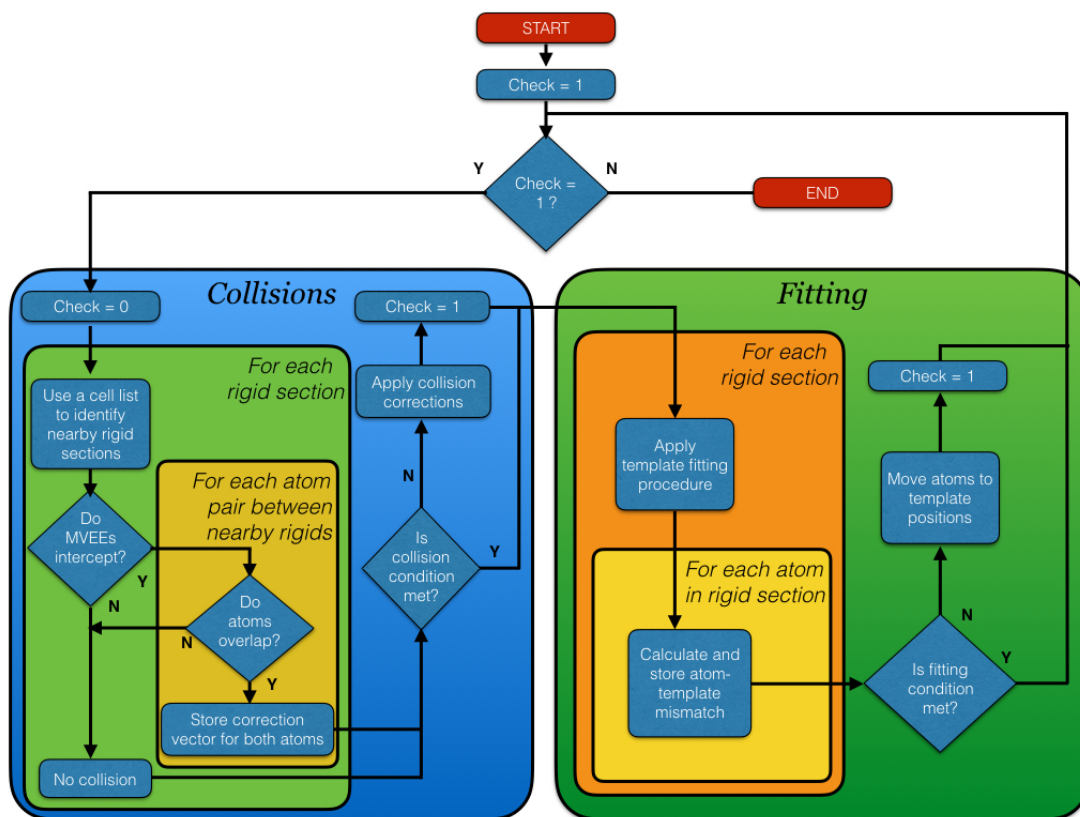 START
Check = 1
Check =
1 ?
Y
N
END
Collisions
Check = 0
For each
rigid section
Use a cell list
to identify
nearby rigid
sections
Do
MVEEs
intercept?
Y
N
For each atom
pair between
nearby rigids
Do
atoms
overlap?
N
Y
Store correction
vector for both atoms
No collision
Check = 1
Apply collision
corrections
N
Is
collision
condition
met?
Y
Fitting
For each
rigid section
Apply
template fitting
procedure
For each atom
in rigid section
Calculate and
store atom-
template
mismatch
Check = 1
Move atoms to
template
positions
N
Is fitting
condition
met?
Y